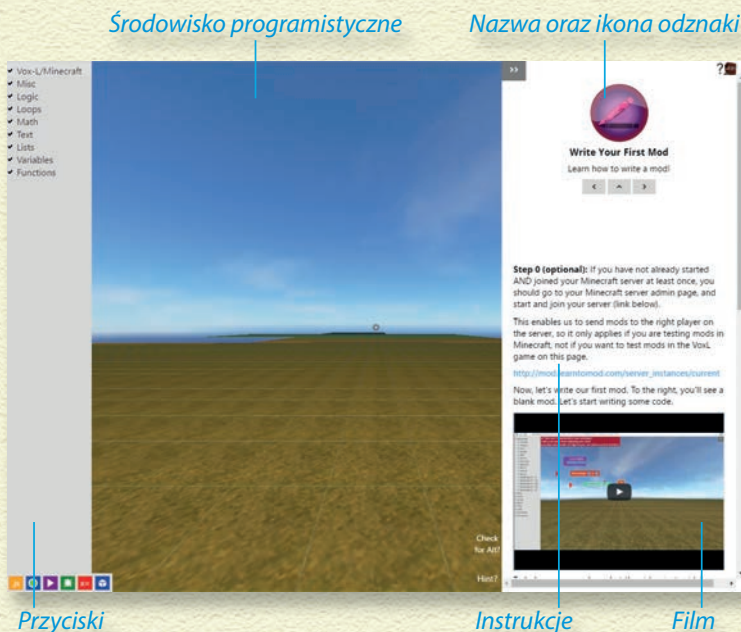 Środowisko programistyczne
Nazwa oraz ikona odznaki
Vox-L/Minecraft
Misc
Logic
Loops
Math
Text
Lists
Variables
Functions
>>
?
Write Your First Mod
Learn how to write a mod!
Step 0 (optional): If you have not already started
AND joined your Minecraft server at least once, you
should go to your Minecraft server admin page, and
start and join your server (link below).
This enables us to send mods to the right player on
the server, so it only applies if you are testing mods in
Minecraft, not if you want to test mods in the VoxL
game on this page.
http://mod.learntomod.com/server_instances/current
Now, let's write our first mod. To the right, you'll see a
blank mod. Let's start writing some code.
Check
for Alt?
Hint?
Przyciski
Instrukcje
Film